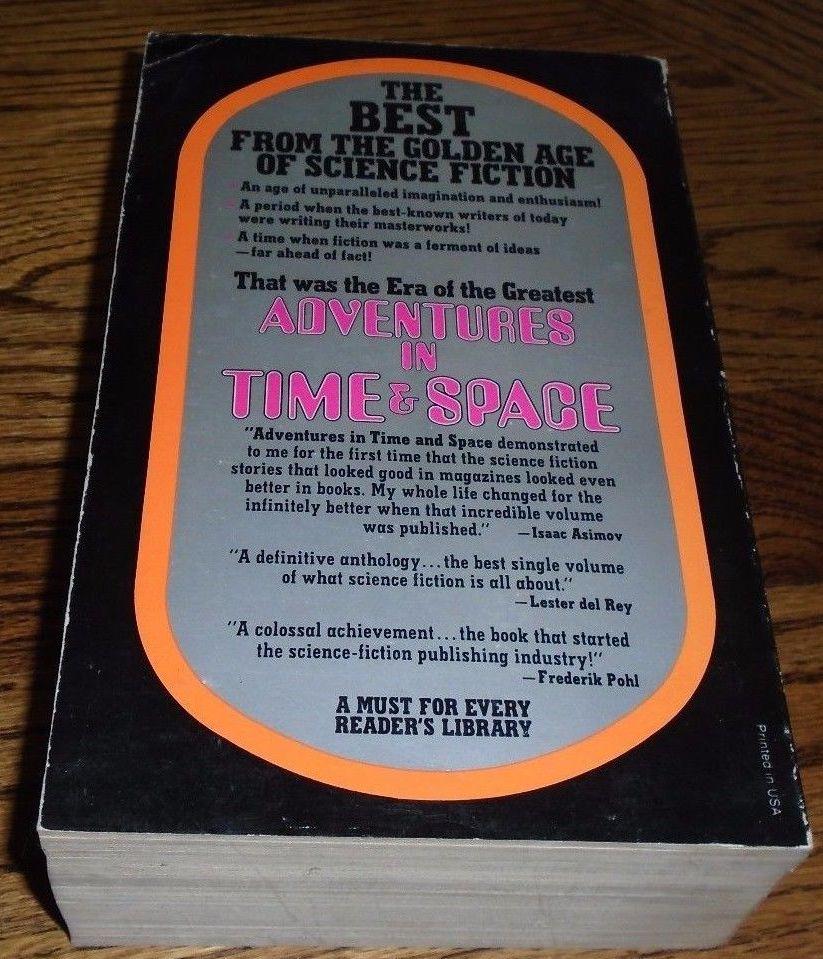 THE
BEST
FROM THE GOLDEN AGE
OF SCIENCE FICTION
An age of unparalleled imagination and enthusiasm!
A period when the best-known writers of today
were writing their masterworks!
A time when fiction was a ferment of ideas
—far ahead of fact!
That was the Era of the Greatest
ADVENTURES
IN
TIME & SPACE
"Adventures in Time and Space demonstrated
to me for the first time that the science fiction
stories that looked good in magazines looked even
better in books. My whole life changed for the
infinitely better when that incredible volume
was published." —Isaac Asimov
"A definitive anthology...the best single volume
of what science fiction is all about."
—Lester del Rey
"A colossal achievement...the book that started
the science-fiction publishing industry!"
—Frederik Pohl
A MUST FOR EVERY
READER'S LIBRARY
Printed in USA